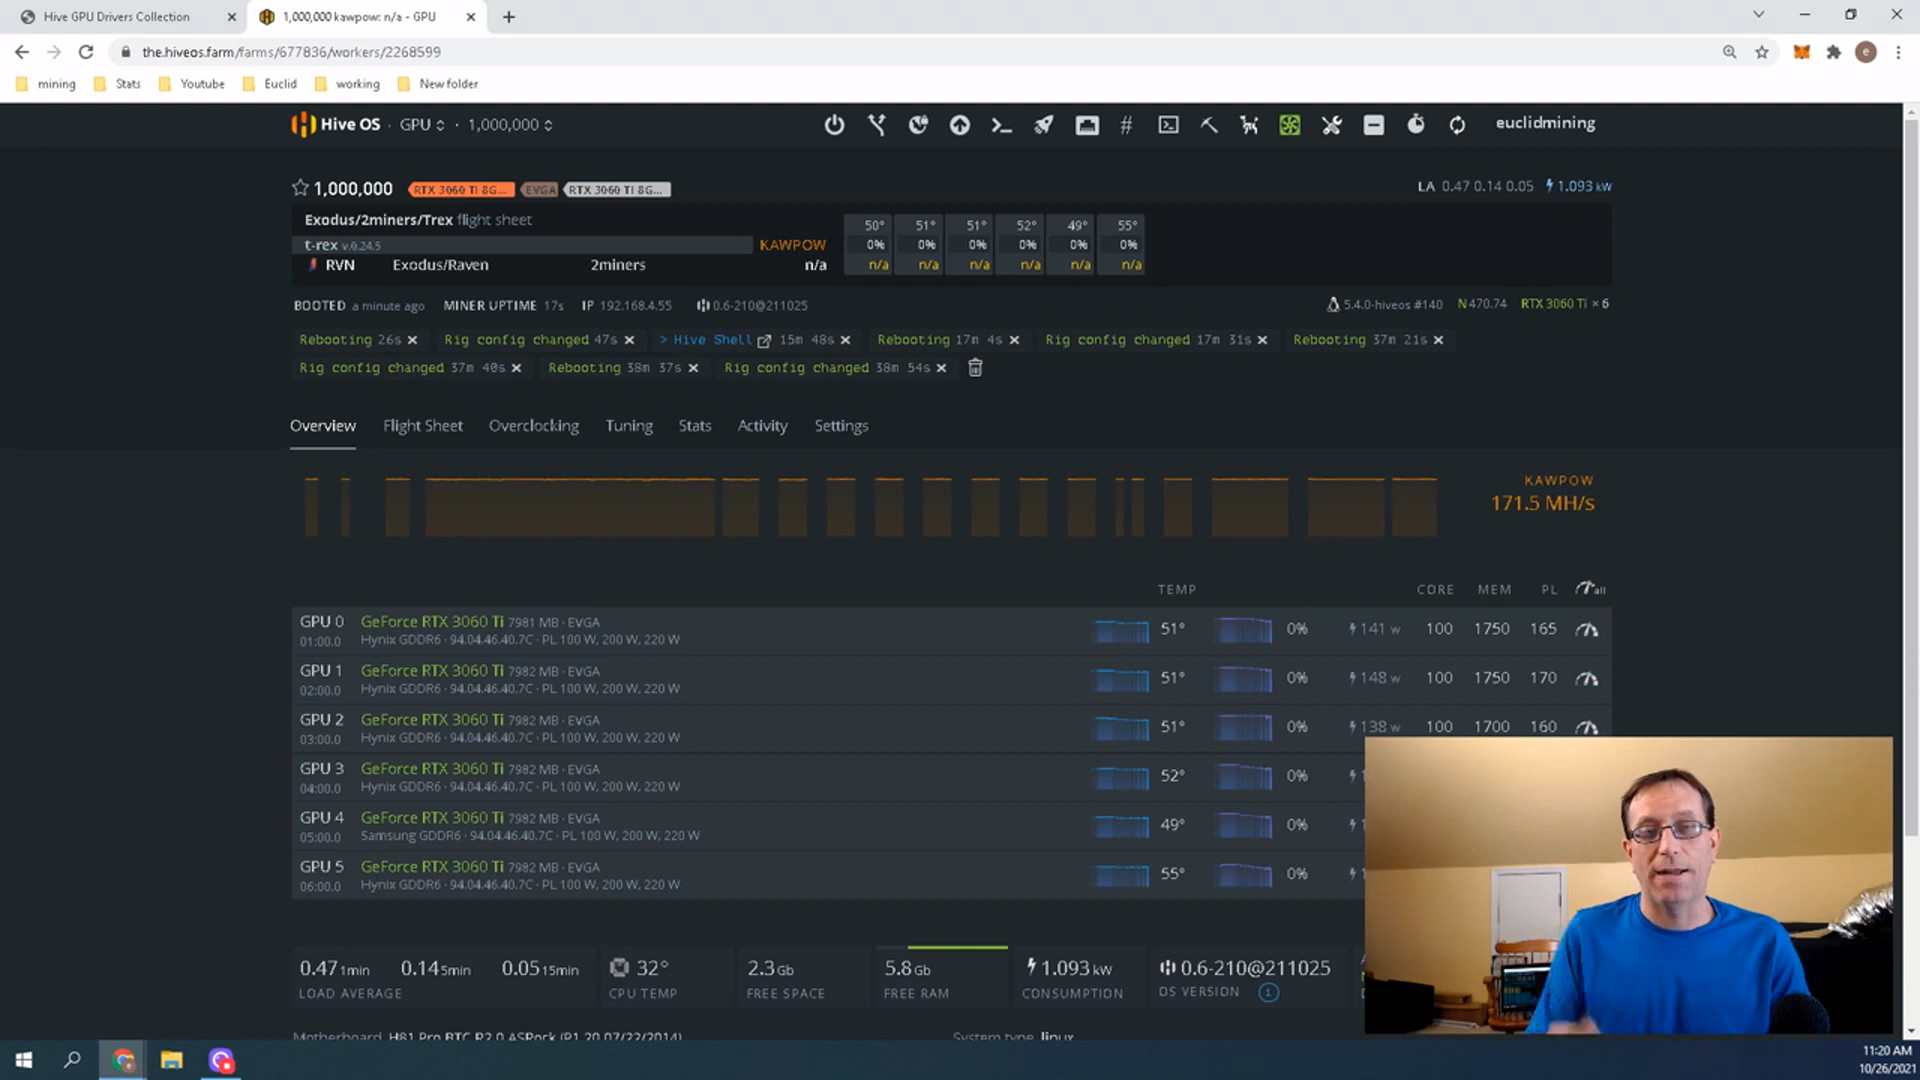 Hive GPU Drivers Collection
1,000,000 kawpow: n/a - GPU
the.hiveos.farm/farms/677836/workers/2268599
e
mining Stats Youtube Euclid working New folder
Hive OS · GPU · 1,000,000
euclidmining
1,000,000 RTX 3060 TI 8G... EVGA RTX 3060 TI 8G...
LA 0.47 0.14 0.05 1.093 kW
Exodus/2miners/Trex flight sheet
t-rex v.0.24.5 KAWPOW
RVN Exodus/Raven 2miners n/a
50° 51° 51° 52° 49° 55°
0% 0% 0% 0% 0% 0%
n/a n/a n/a n/a n/a n/a
BOOTED a minute ago MINER UPTIME 17s IP 192.168.4.55 0.6-210@211025
5.4.0-hiveos #140 N 470.74 RTX 3060 Ti × 6
Rebooting 26s Rig config changed 47s > Hive Shell 15m 48s Rebooting 17m 4s Rig config changed 17m 31s Rebooting 37m 21s
Rig config changed 37m 40s Rebooting 38m 37s Rig config changed 38m 54s
Overview Flight Sheet Overclocking Tuning Stats Activity Settings
KAWPOW
171.5 MH/s
TEMP CORE MEM PL all
GPU 0 GeForce RTX 3060 Ti 7981 MB · EVGA 51° 0% 141 w 100 1750 165
01:00.0 Hynix GDDR6 · 94.04.46.40.7C · PL 100 W, 200 W, 220 W
GPU 1 GeForce RTX 3060 Ti 7982 MB · EVGA 51° 0% 148 w 100 1750 170
02:00.0 Hynix GDDR6 · 94.04.46.40.7C · PL 100 W, 200 W, 220 W
GPU 2 GeForce RTX 3060 Ti 7982 MB · EVGA 51° 0% 138 w 100 1700 160
03:00.0 Hynix GDDR6 · 94.04.46.40.7C · PL 100 W, 200 W, 220 W
GPU 3 GeForce RTX 3060 Ti 7982 MB · EVGA 52° 0%
04:00.0 Hynix GDDR6 · 94.04.46.40.7C · PL 100 W, 200 W, 220 W
GPU 4 GeForce RTX 3060 Ti 7982 MB · EVGA 49° 0%
05:00.0 Samsung GDDR6 · 94.04.46.40.7C · PL 100 W, 200 W, 220 W
GPU 5 GeForce RTX 3060 Ti 7982 MB · EVGA 55° 0%
06:00.0 Hynix GDDR6 · 94.04.46.40.7C · PL 100 W, 200 W, 220 W
0.47 1min 0.14 5min 0.05 15min 32° 2.3 Gb 5.8 Gb 1.093 kW 0.6-210@211025
LOAD AVERAGE CPU TEMP FREE SPACE FREE RAM CONSUMPTION OS VERSION 1
Motherboard H81 Pro BTC R2.0 ASRock (P1.20 07/23/2014) System type linux
11:20 AM
10/26/2021